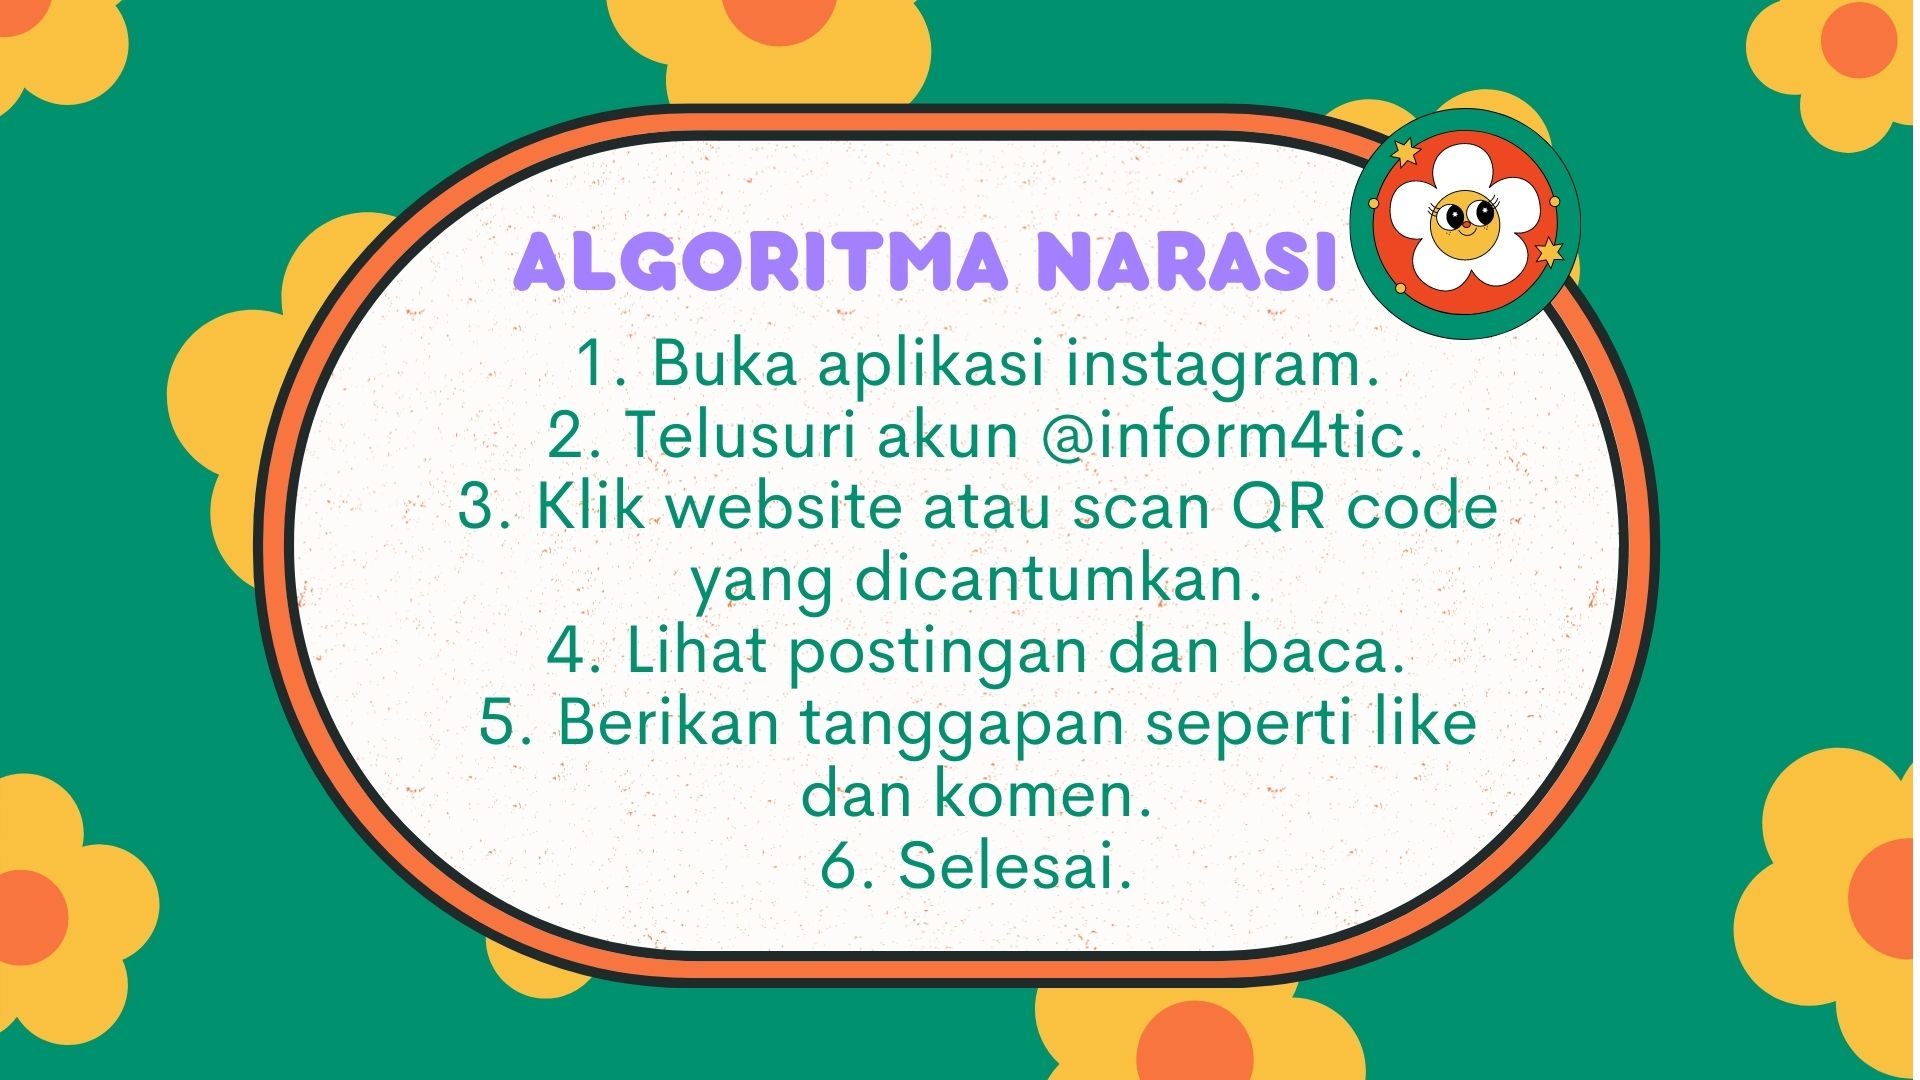 ALGORITMA NARASI
1. Buka aplikasi instagram.
2. Telusuri akun @inform4tic.
3. Klik website atau scan QR code
yang dicantumkan.
4. Lihat postingan dan baca.
5. Berikan tanggapan seperti like
dan komen.
6. Selesai.